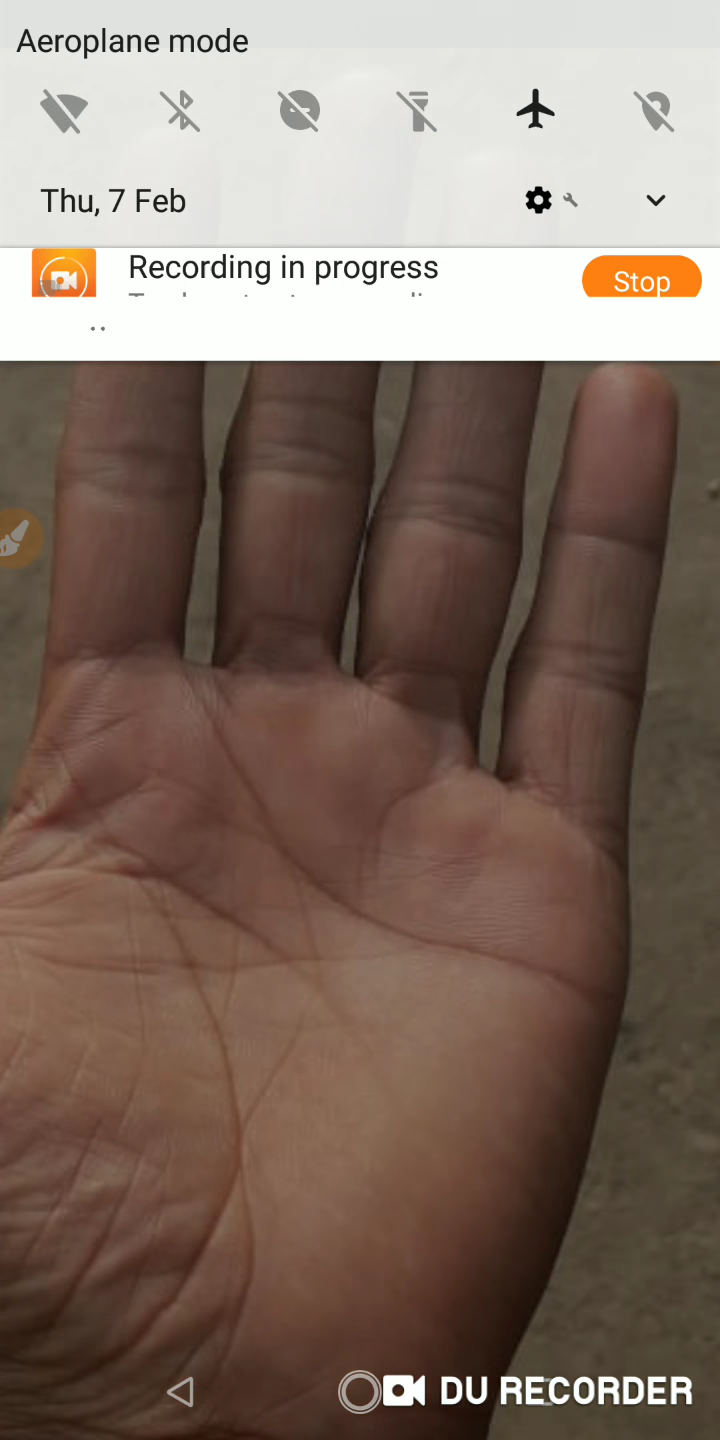 Aeroplane mode
Thu, 7 Feb
Recording in progress
Stop
DU RECORDER